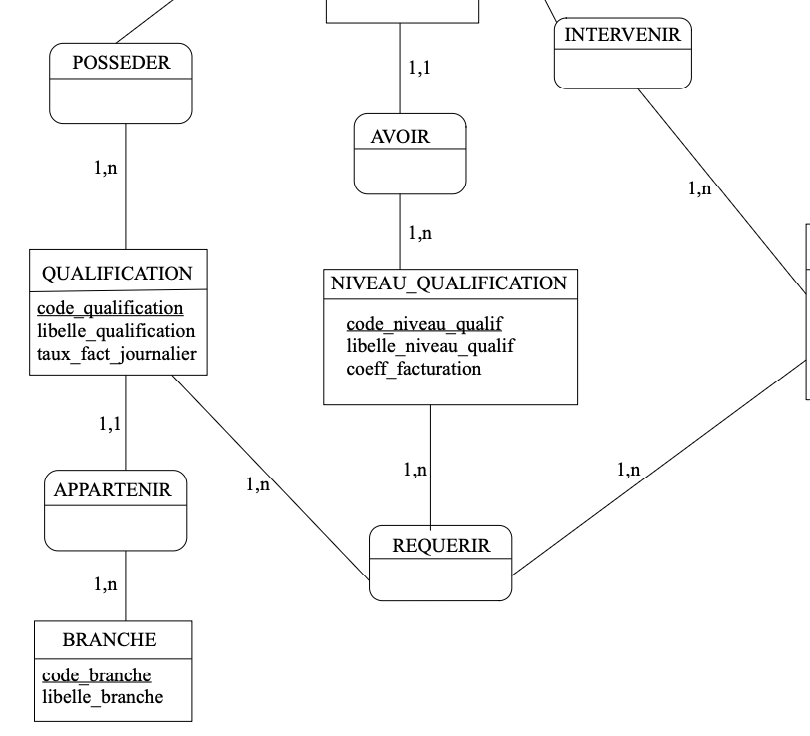 INTERVENIR
POSSEDER
1,1
AVOIR
1,n
1,n
1,n
QUALIFICATION
code_qualification
libelle_qualification
taux_fact_journalier
NIVEAU_QUALIFICATION
code_niveau_qualif
libelle_niveau_qualif
coeff_facturation
1,1
1,n
1,n
1,n
APPARTENIR
REQUERIR
1,n
BRANCHE
code_branche
libelle_branche